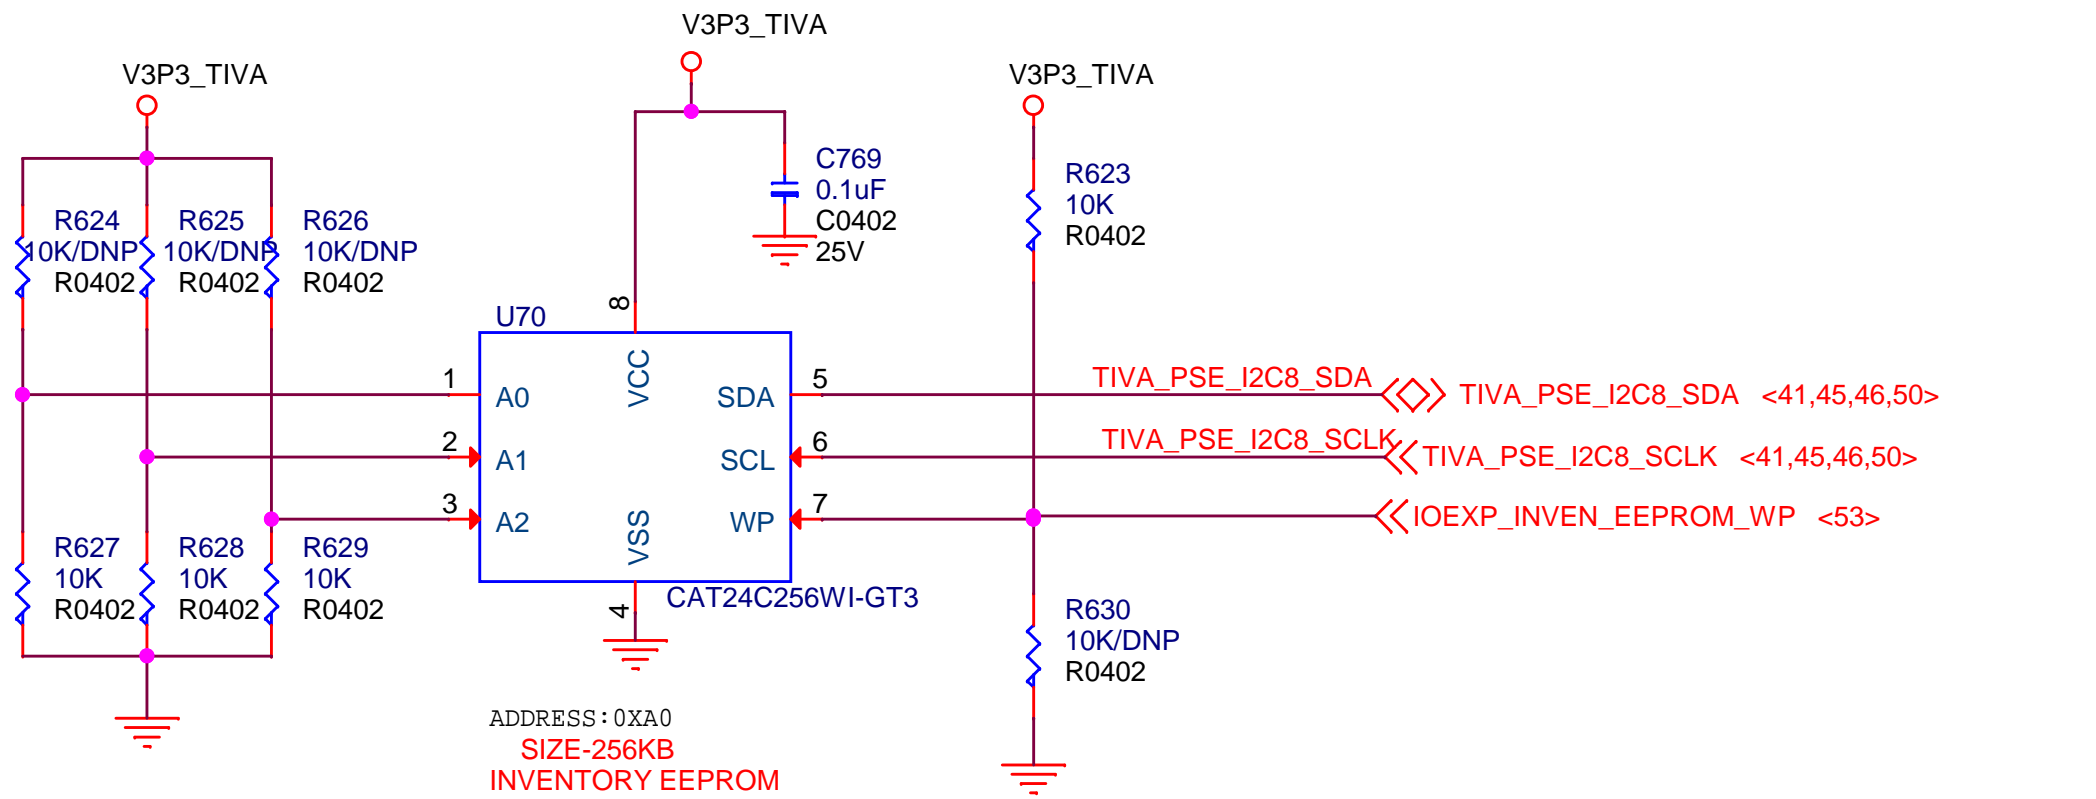 V3P3_TIVA
V3P3_TIVA
V3P3_TIVA
R624
10K/DNP
R0402
R625
10K/DNP
R0402
R626
10K/DNP
R0402
C769
0.1uF
C0402
25V
R623
10K
R0402
U70
8
VCC
1
A0
2
A1
3
A2
SDA
5
SCL
6
WP
7
VSS
4
CAT24C256WI-GT3
TIVA_PSE_I2C8_SDA
TIVA_PSE_I2C8_SDA <41,45,46,50>
TIVA_PSE_I2C8_SCLK
TIVA_PSE_I2C8_SCLK <41,45,46,50>
IOEXP_INVEN_EEPROM_WP <53>
R627
10K
R0402
R628
10K
R0402
R629
10K
R0402
R630
10K/DNP
R0402
ADDRESS:0XA0
SIZE-256KB
INVENTORY EEPROM